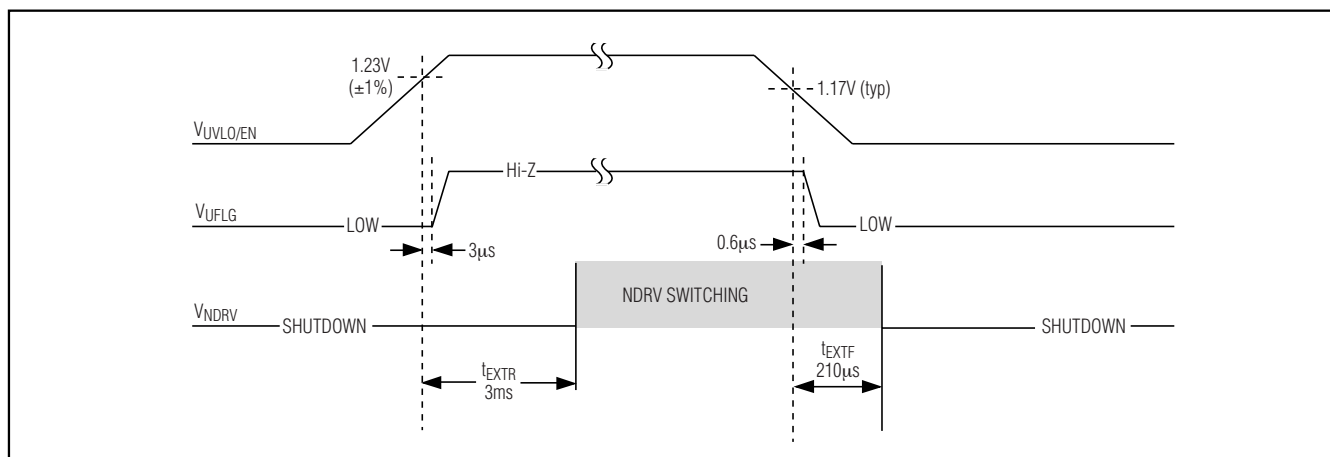 1.23V
(±1%)
1.17V (typ)
VUVLO/EN
Hi-Z
VUFLG
LOW
3µs
0.6µs
LOW
NDRV SWITCHING
VNDRV
SHUTDOWN
SHUTDOWN
tEXTR
3ms
tEXTF
210µs